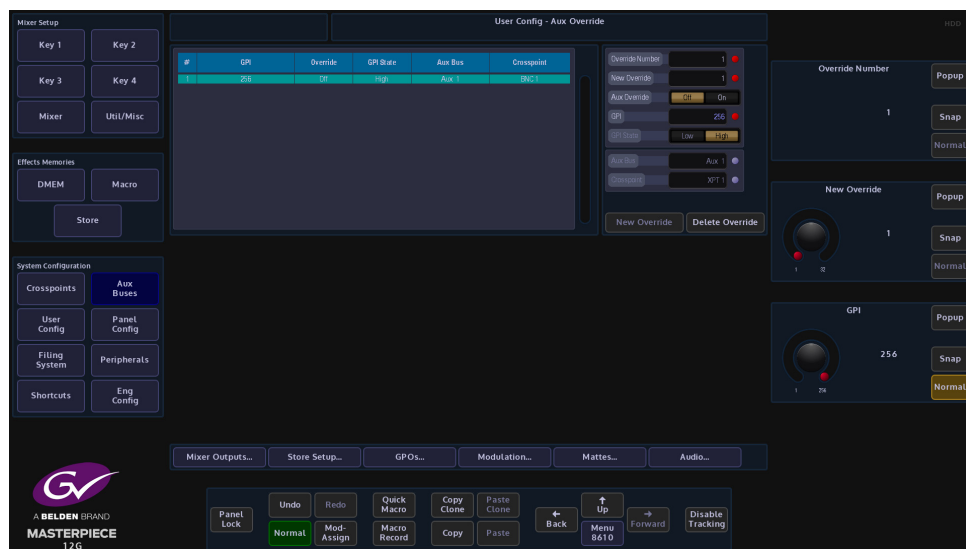 Mixer Setup
Key 1
Key 2
Key 3
Key 4
Mixer
Util/Misc
Effects Memories
DMEM
Macro
Store
System Configuration
Crosspoints
Aux
Buses
User
Config
Panel
Config
Filing
System
Peripherals
Shortcuts
Eng
Config
GV
A BELDEN BRAND
MASTERPIECE
12G
User Config - Aux Override
# GPI Override GPI State Aux Bus Crosspoint
1 256 Off High Aux 1 BNC 1
Override Number 1
New Override 1
Aux Override Off On
GPI 256
GPI State Low High
Aux Bus Aux 1
Crosspoint XPT 1
New Override
Delete Override
HDD
Override Number
1
Popup
Snap
Normal
New Override
1
1 32
Popup
Snap
Normal
GPI
256
1 256
Popup
Snap
Normal
Mixer Outputs...
Store Setup...
GPOs...
Modulation...
Mattes...
Audio...
Panel
Lock
Undo
Redo
Normal
Mod-
Assign
Quick
Macro
Macro
Record
Copy
Clone
Paste
Clone
Copy
Paste
← Back
↑ Up
Menu
8610
→ Forward
Disable
Tracking